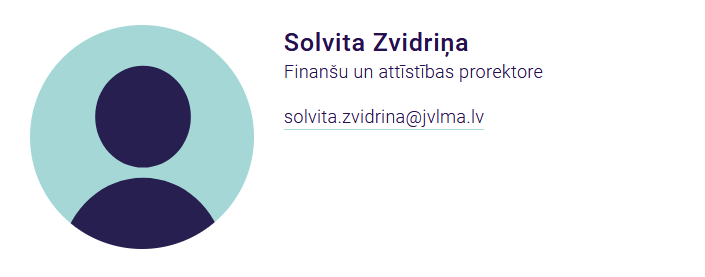 Solvita Zvidriņa
Finanšu un attīstības prorektore
solvita.zvidrina@jvlma.lv